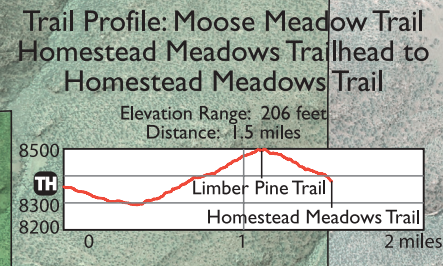 Trail Profile: Moose Meadow Trail
Homestead Meadows Trailhead to
Homestead Meadows Trail
Elevation Range: 206 feet
Distance: 1.5 miles
8500
TH
Limber Pine Trail
8300
Homestead Meadows Trail
8200
0 1 2 miles